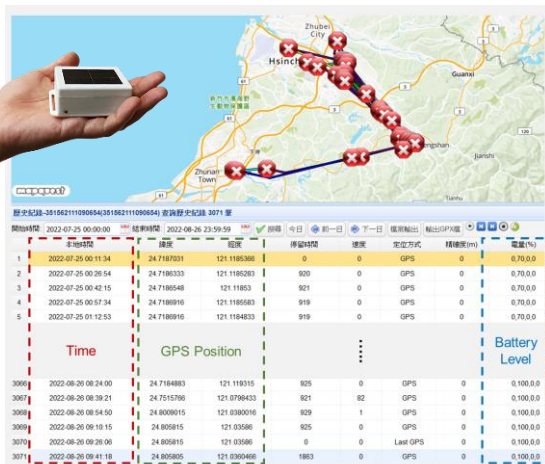 Zhubei
City
Hsinch
Guanxi
Zhunan
Town
Jianshi
歷史紀錄-351562111090654(351562111090654) 查詢歷史紀錄 3071 筆
開始時間 2022-07-25 00:00:00 結束時間 2022-08-26 23:59:59 搜尋 今日 前一日 下一日 檔案輸出 輸出GPX檔
本地時間 緯度 經度 停留時間 速度 定位方式 精確度(m) 電量(%)
1 2022-07-25 00:11:34 24.7187031 121.1185366 0 0 GPS 0 0,70,0,0
2 2022-07-25 00:26:54 24.7186333 121.1185283 920 0 GPS 0 0,70,0,0
3 2022-07-25 00:42:15 24.7186548 121.11853 921 0 GPS 0 0,70,0,0
4 2022-07-25 00:57:34 24.7186916 121.1185583 919 0 GPS 0 0,70,0,0
5 2022-07-25 01:12:53 24.7186916 121.1184833 919 0 GPS 0 0,70,0,0
Time GPS Position Battery
Level
3066 2022-08-26 08:24:00 24.7184883 121.119315 925 0 GPS 0 0,100,0,0
3067 2022-08-26 08:39:21 24.7515766 121.0798433 921 82 GPS 0 0,100,0,0
3068 2022-08-26 08:54:50 24.8009015 121.0380016 929 1 GPS 0 0,100,0,0
3069 2022-08-26 09:10:15 24.805815 121.03586 925 0 GPS 0 0,100,0,0
3070 2022-08-26 09:26:06 24.805815 121.03586 0 0 Last GPS 0 0,100,0,0
3071 2022-08-26 09:41:18 24.805805 121.0360466 1863 0 GPS 0 0,100,0,0